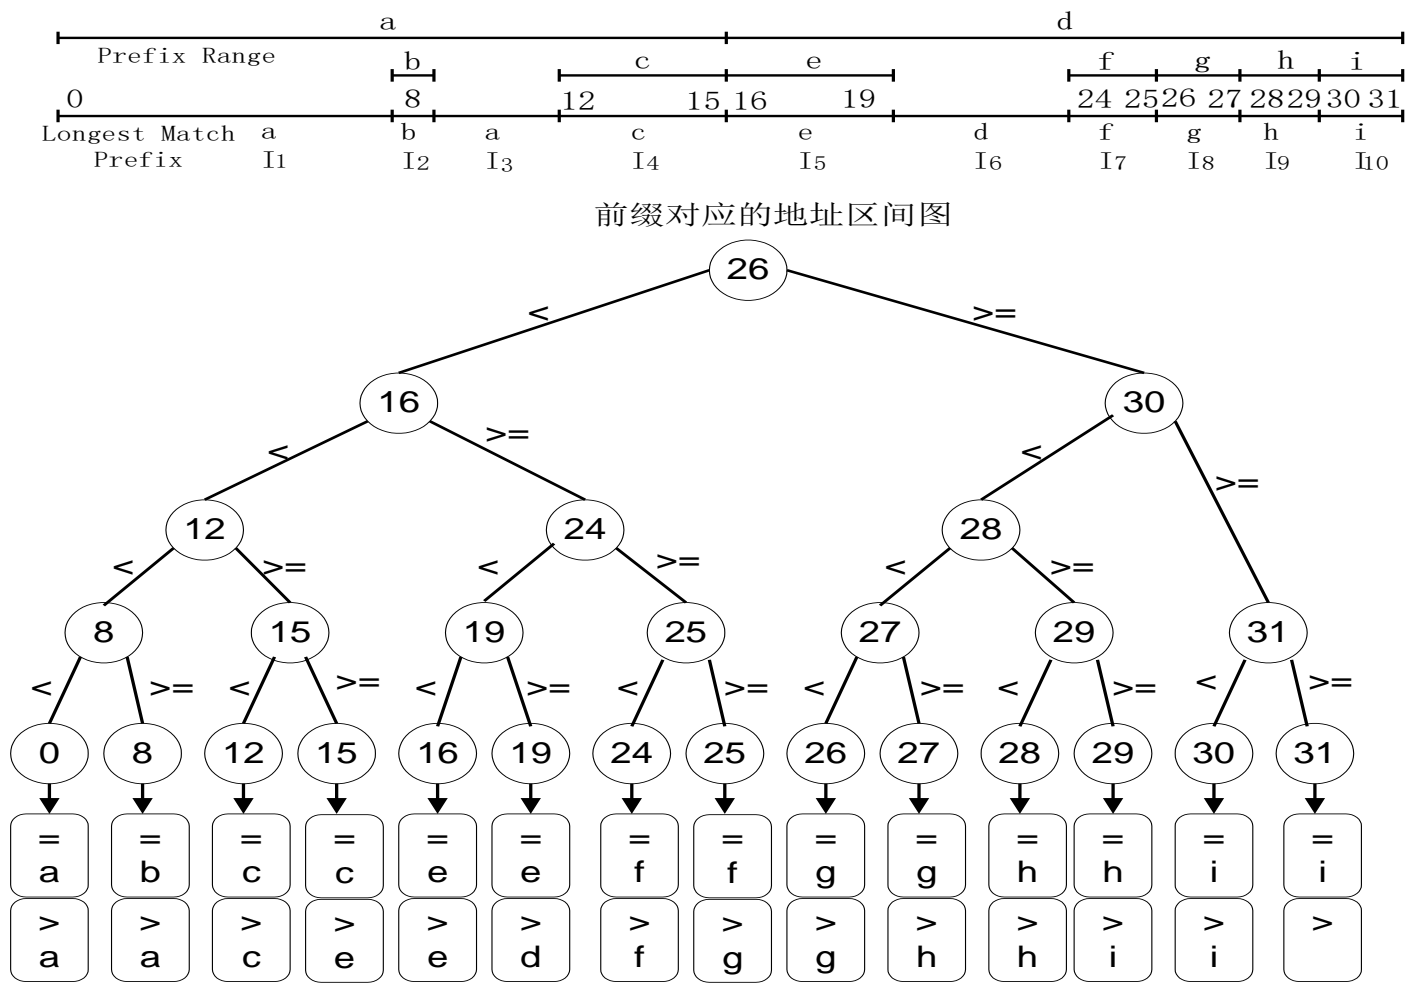 a d
Prefix Range
b c e f g h i
0 8 12 15 16 19 24 25 26 27 28 29 30 31
Longest Match a b a c e d f g h i
Prefix I1 I2 I3 I4 I5 I6 I7 I8 I9 I10
前缀对应的地址区间图
26
< >=
16 30
< >= < >=
12 24 28
< >= < >= < >=
8 15 19 25 27 29 31
< >= < >= < >= < >= < >= < >= < >=
0 8 12 15 16 19 24 25 26 27 28 29 30 31
= = = = = = = = = = = = = =
a b c c e e f f g g h h i i
> > > > > > > > > > > > > >
a a c e e d f g g h h i i